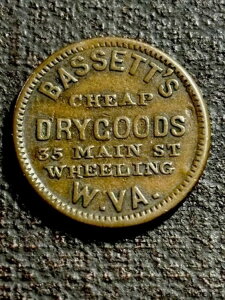 BASSETT'S
CHEAP
DRYGOODS
35 MAIN ST
WHEELING
W.VA.